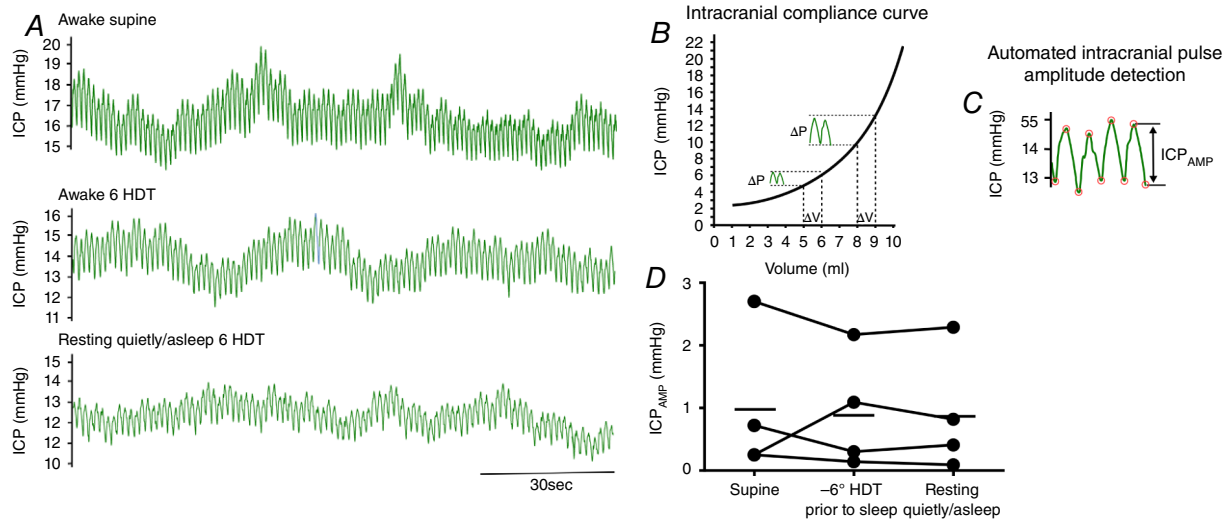 A
Awake supine
ICP (mmHg)
20
19
18
17
16
15
Awake 6 HDT
ICP (mmHg)
16
15
14
13
12
11
Resting quietly/asleep 6 HDT
ICP (mmHg)
15
13
14
12
12
10
30sec
B
Intracranial compliance curve
ICP (mmHg)
22
20
18
16
14
12
10
8
6
4
2
0
ΔP
ΔP
ΔV
ΔV
0 1 2 3 4 5 6 7 8 9 10
Volume (ml)
Automated intracranial pulse
amplitude detection
C
ICP (mmHg)
55
14
13
ICP AMP
D
ICP AMP (mmHg)
3
2
1
0
Supine
–6° HDT
prior to sleep
Resting
quietly/asleep